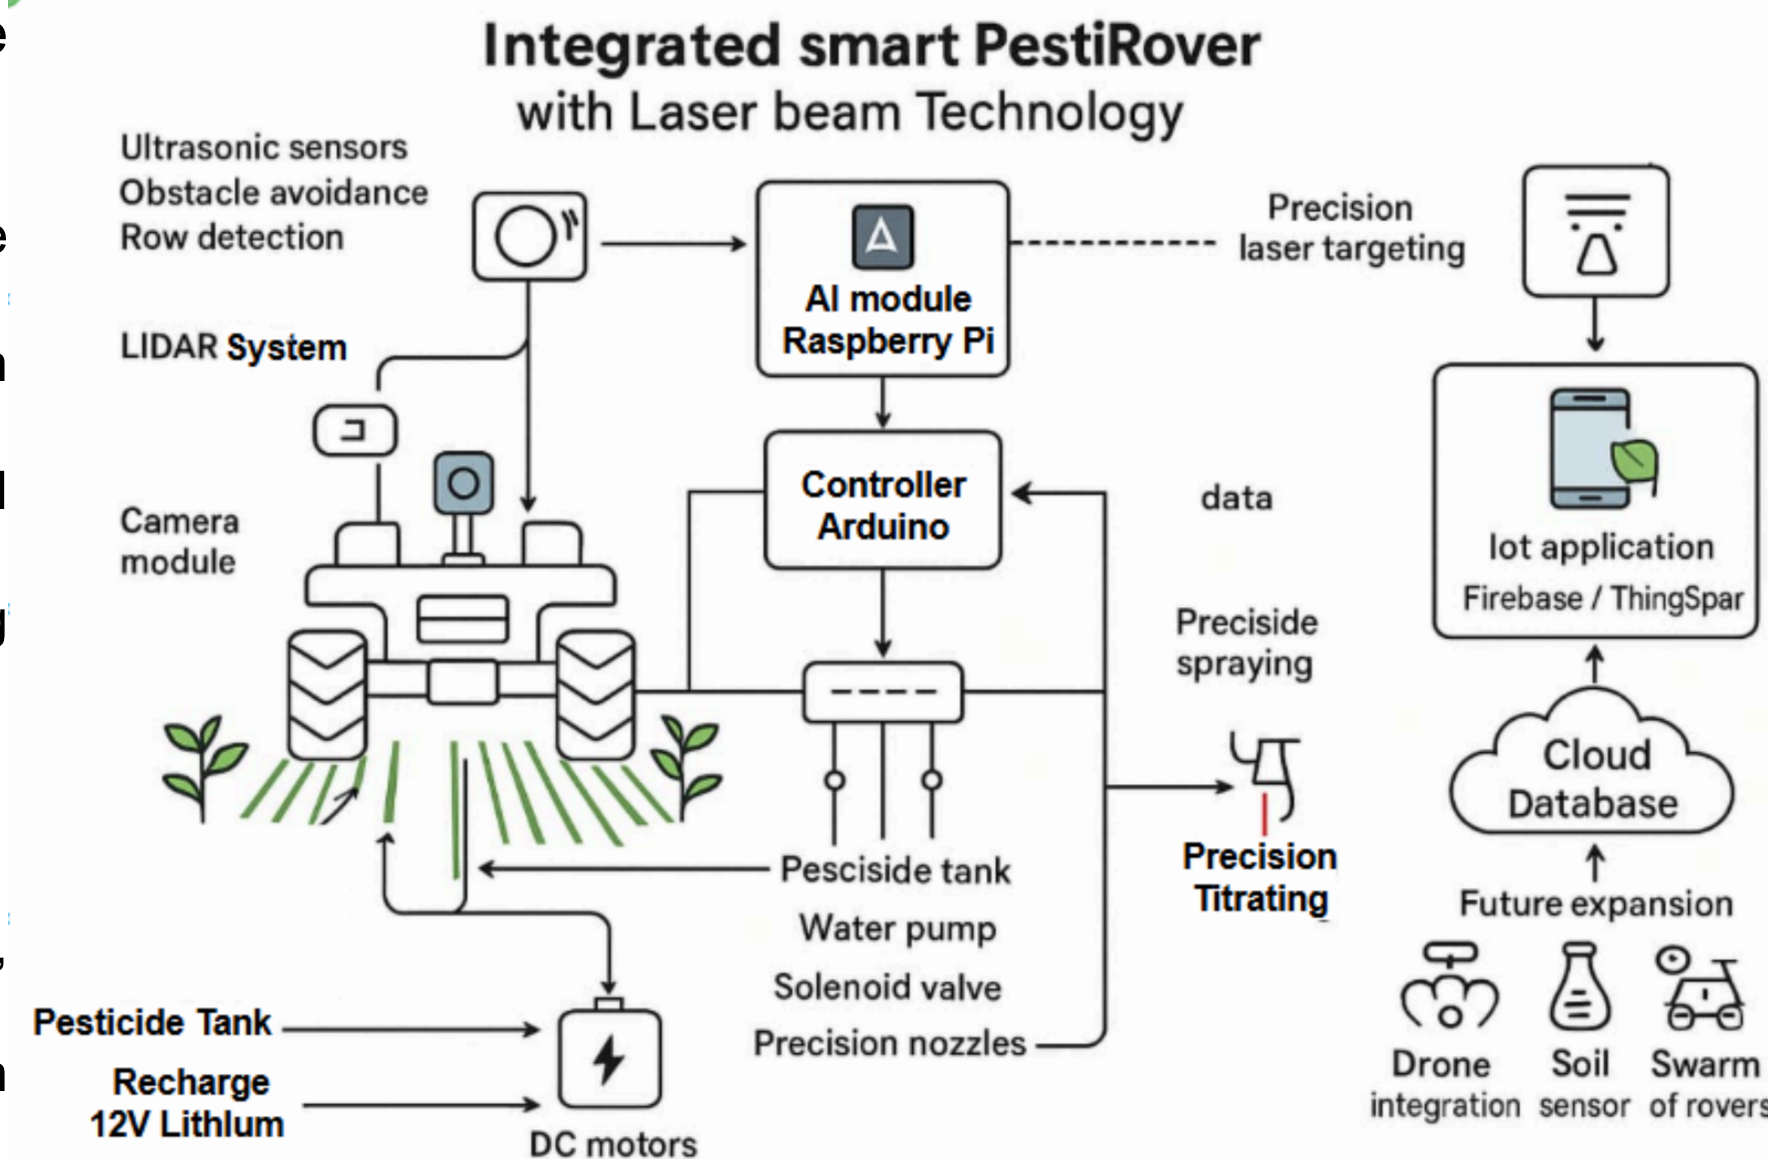 Integrated smart PestiRover
with Laser beam Technology
Ultrasonic sensors
Obstacle avoidance
Row detection
LIDAR System
Camera
module
AI module
Raspberry Pi
Controller
Arduino
Precision
laser targeting
data
Preciside
spraying
Precision
Titrating
Iot application
Firebase / ThingSpar
Cloud
Database
Future expansion
Drone
integration
Soil
sensor
Swarm
of rovers
Pesciside tank
Water pump
Solenoid valve
Precision nozzles
Pesticide Tank
Recharge
12V Lithlum
DC motors